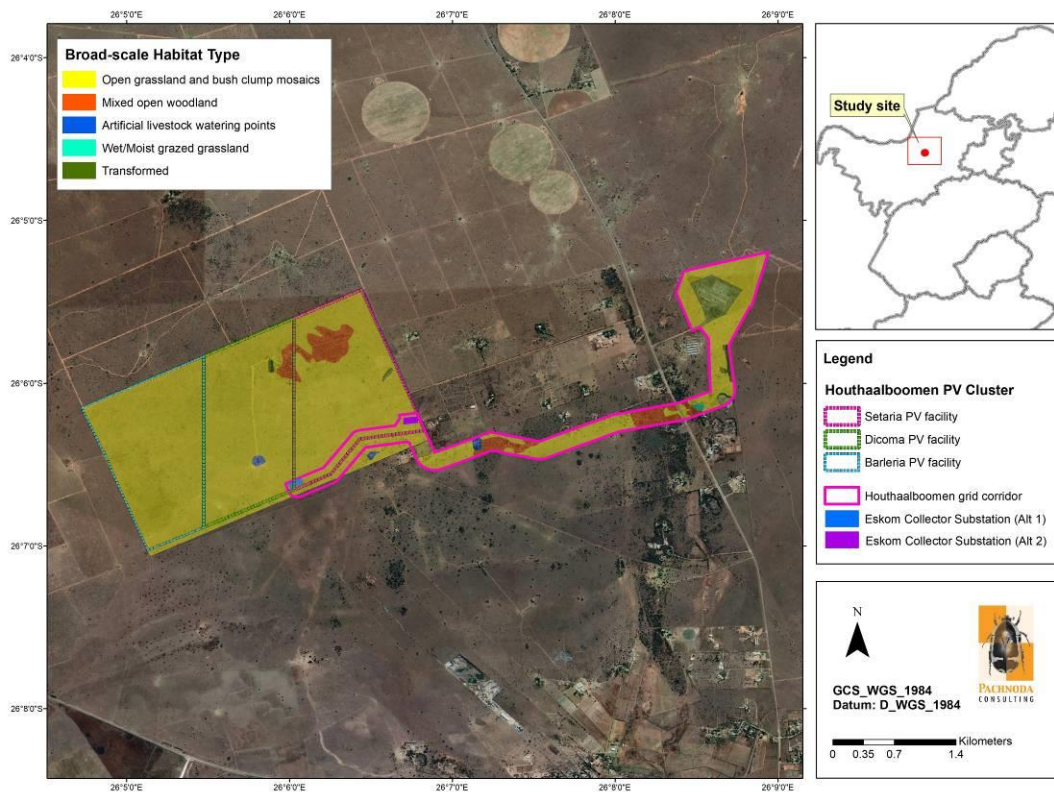 26°5'0"E
26°6'0"E
26°7'0"E
26°8'0"E
26°9'0"E
26°4'0"S
26°5'0"S
26°6'0"S
26°7'0"S
26°8'0"S
Broad-scale Habitat Type
Open grassland and bush clump mosaics
Mixed open woodland
Artificial livestock watering points
Wet/Moist grazed grassland
Transformed
26°5'0"E
26°6'0"E
26°7'0"E
26°8'0"E
26°9'0"E
Study site
Legend
Houthaalboomen PV Cluster
Setaria PV facility
Dicoma PV facility
Barleria PV facility
Houthaalboomen grid corridor
Eskom Collector Substation (Alt 1)
Eskom Collector Substation (Alt 2)
N
PACHNODA
CONSULTING
GCS_WGS_1984
Datum: D_WGS_1984
Kilometers
0 0.35 0.7 1.4